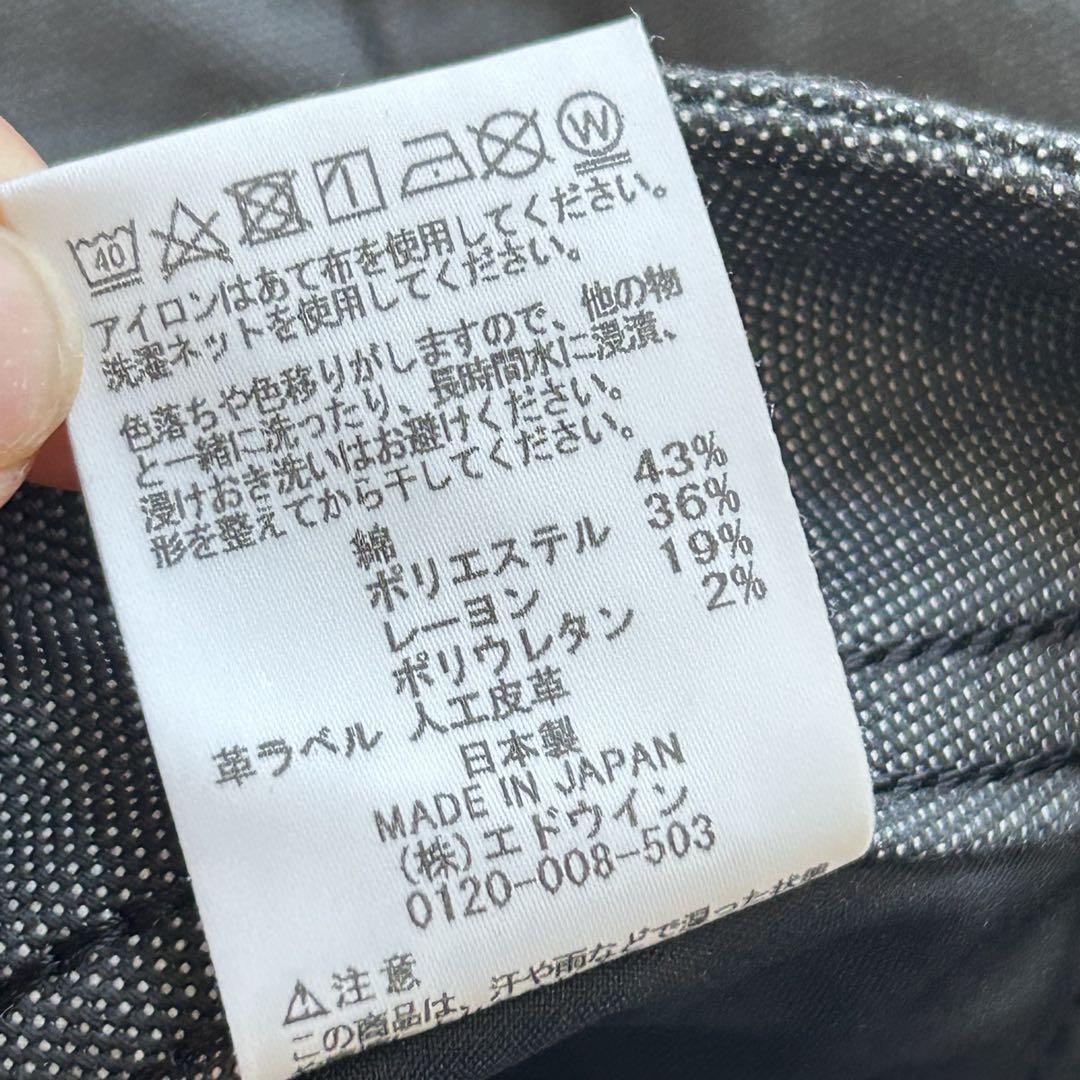 40 W
アイロンはあて布を使用してください。
洗濯ネットを使用してください。
色落ちや色移りがしますので、他の物
と一緒に洗ったり、長時間水に浸漬、
浸けおき洗いはお避けください。
形を整えてから干してください。
綿 43%
ポリエステル 36%
レーヨン 19%
ポリウレタン 2%
革ラベル 人工皮革
日本製
MADE IN JAPAN
(株)エドウイン
0120-008-503
⚠注意
この商品は、汗や雨などで湿った状態